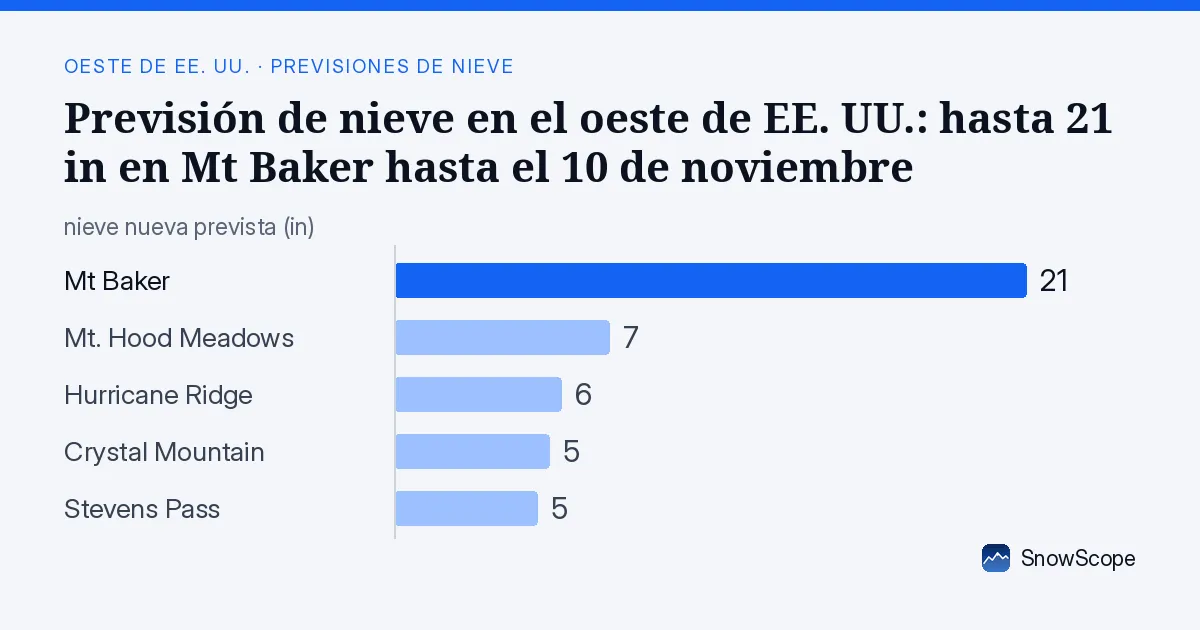 OESTE DE EE. UU. · PREVISIONES DE NIEVE
Previsión de nieve en el oeste de EE. UU.: hasta 21
in en Mt Baker hasta el 10 de noviembre
nieve nueva prevista (in)
Mt Baker 21
Mt. Hood Meadows 7
Hurricane Ridge 6
Crystal Mountain 5
Stevens Pass 5
SnowScope